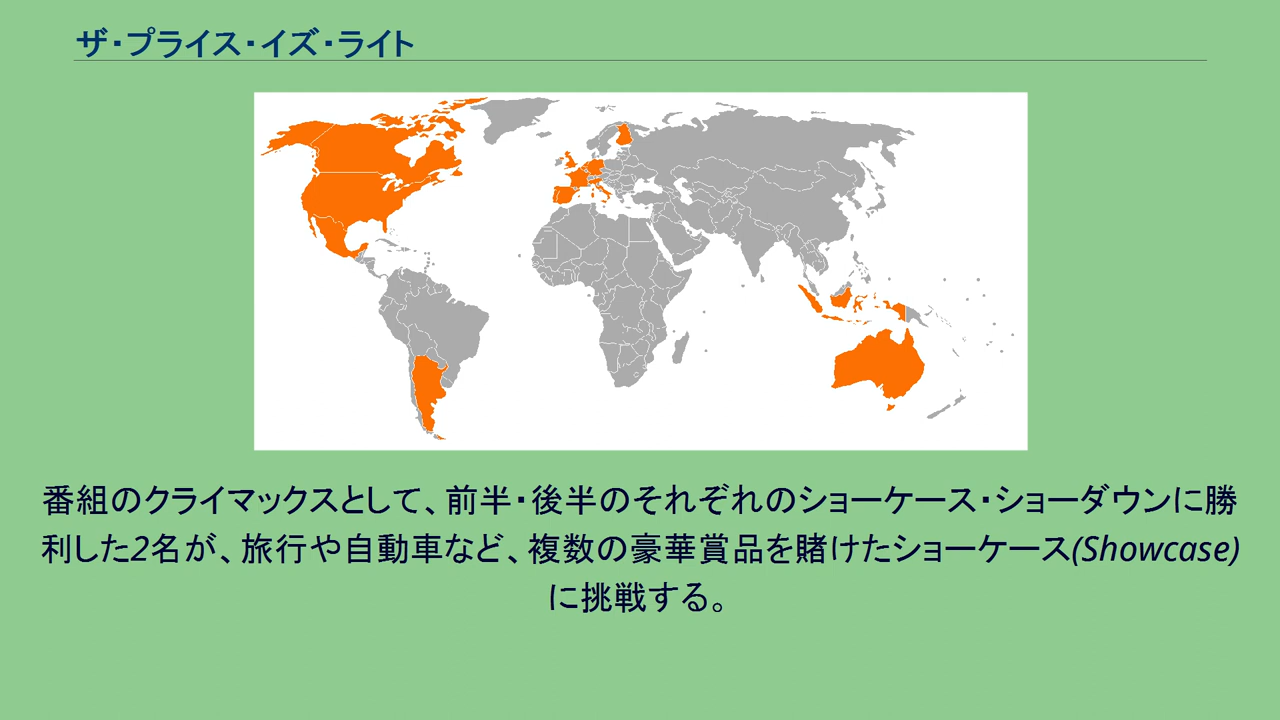 ザ・プライス・イズ・ライト
番組のクライマックスとして、前半・後半のそれぞれのショーケース・ショーダウンに勝
利した2名が、旅行や自動車など、複数の豪華賞品を賭けたショーケース(Showcase)
に挑戦する。